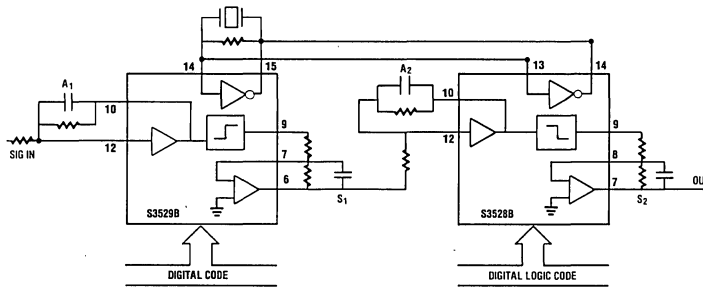 14
15
13
14
A1
10
12
SIG IN
9
7
6
S1
S3529B
A2
10
12
9
8
7
S2
OU
S3528B
DIGITAL CODE
DIGITAL LOGIC CODE